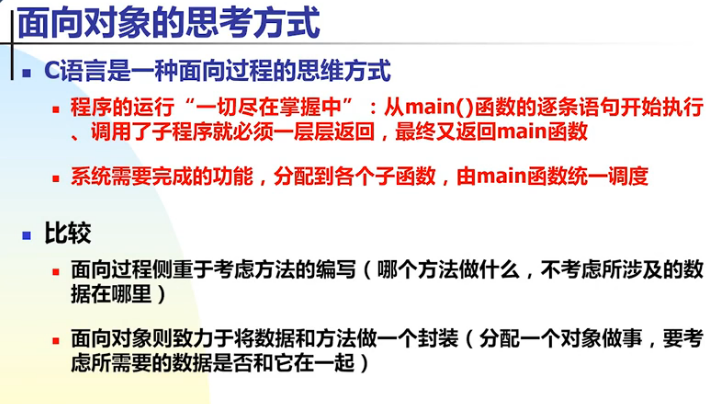 面向对象的思考方式
C语言是一种面向过程的思维方式
程序的运行“一切尽在掌握中”：从main()函数的逐条语句开始执行
、调用了子程序就必须一层层返回，最终又返回main函数
系统需要完成的功能，分配到各个子函数，由main函数统一调度
比较
面向过程侧重于考虑方法的编写（哪个方法做什么，不考虑所涉及的数
据在哪里）
面向对象则致力于将数据和方法做一个封装（分配一个对象做事，要考
虑所需要的数据是否和它在一起）